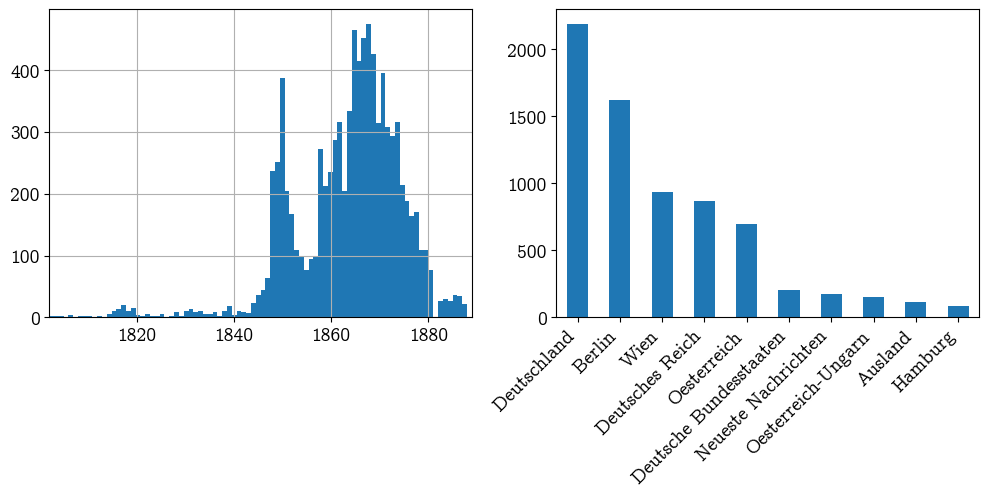 400
300
200
100
0
1820 1840 1860 1880
2000
1500
1000
500
0
Deutschland
Berlin
Wien
Deutsches Reich
Oesterreich
Deutsche Bundesstaaten
Neueste Nachrichten
Oesterreich-Ungarn
Ausland
Hamburg